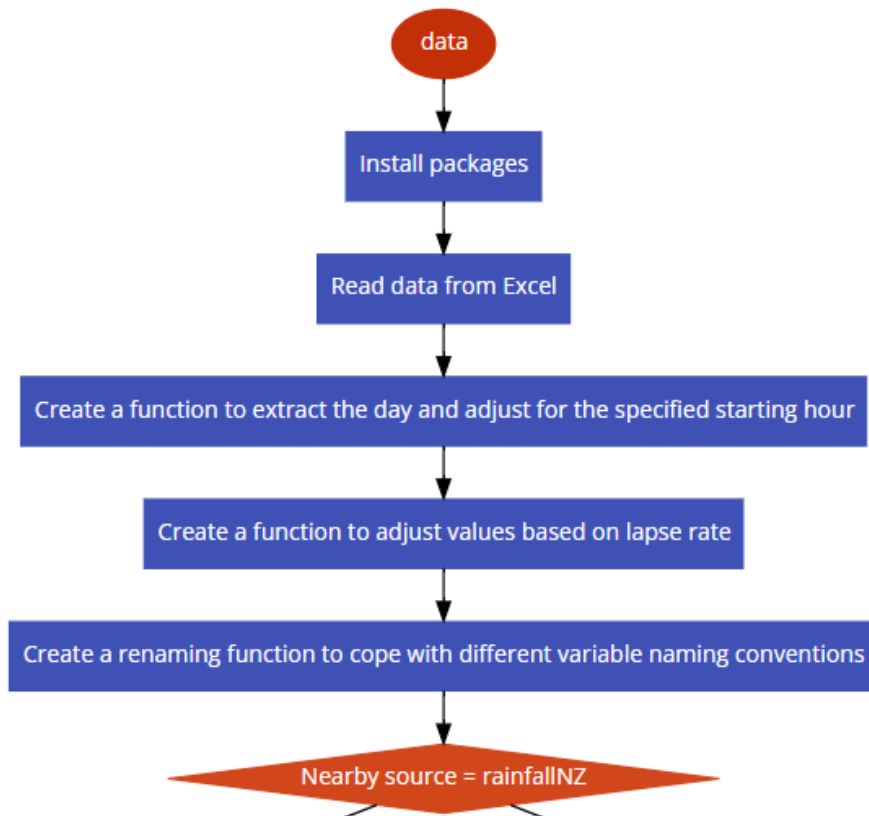 data
Install packages
Read data from Excel
Create a function to extract the day and adjust for the specified starting hour
Create a function to adjust values based on lapse rate
Create a renaming function to cope with different variable naming conventions
Nearby source = rainfallNZ